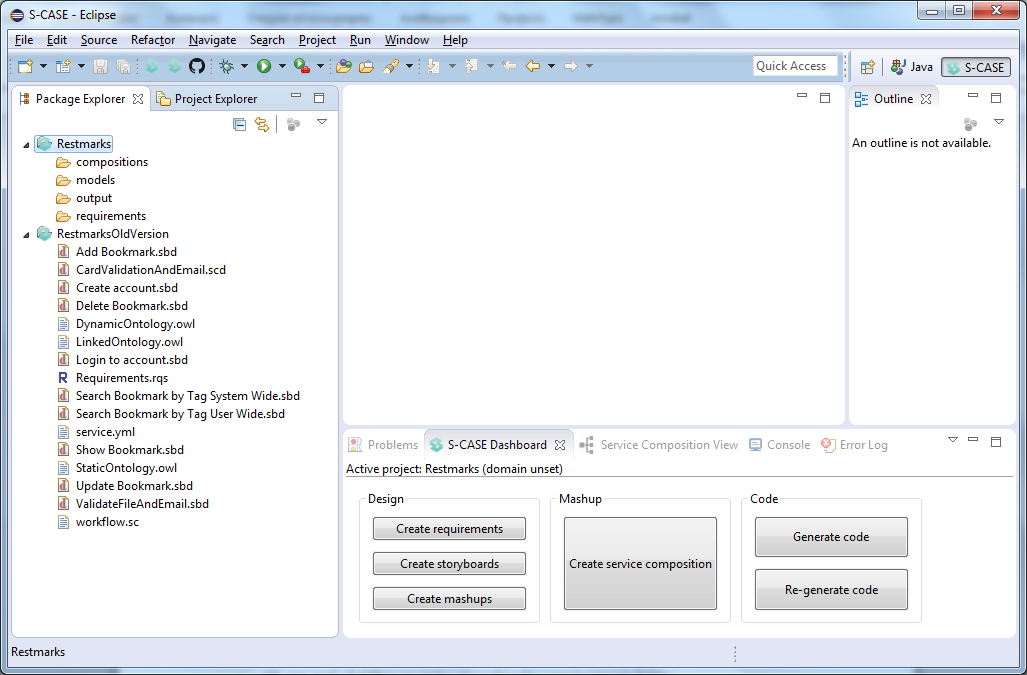 S-CASE - Eclipse
File Edit Source Refactor Navigate Search Project Run Window Help
Quick Access Java S-CASE
Package Explorer Project Explorer
Restmarks
compositions
models
output
requirements
RestmarksOldVersion
Add Bookmark.sbd
CardValidationAndEmail.scd
Create account.sbd
Delete Bookmark.sbd
DynamicOntology.owl
LinkedOntology.owl
Login to account.sbd
Requirements.rqs
Search Bookmark by Tag System Wide.sbd
Search Bookmark by Tag User Wide.sbd
service.yml
Show Bookmark.sbd
StaticOntology.owl
Update Bookmark.sbd
ValidateFileAndEmail.sbd
workflow.sc
Outline
An outline is not available.
Problems S-CASE Dashboard Service Composition View Console Error Log
Active project: Restmarks (domain unset)
Design
Create requirements
Create storyboards
Create mashups
Mashup
Create service composition
Code
Generate code
Re-generate code
Restmarks